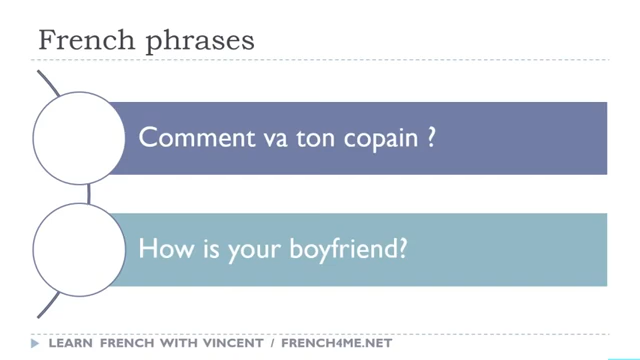 French phrases
Comment va ton copain ?
How is your boyfriend?
LEARN FRENCH WITH VINCENT / FRENCH4ME.NET